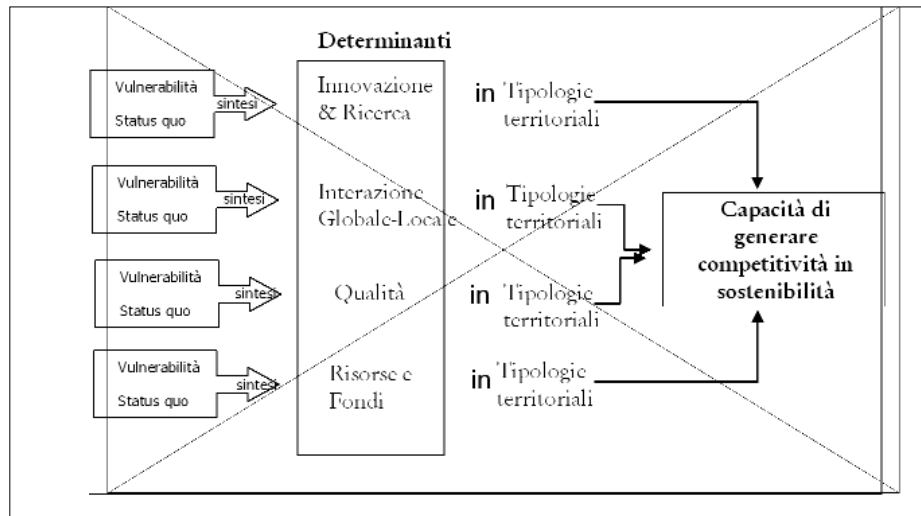 Determinanti
Vulnerabilità
Status quo
sintesi
Innovazione
& Ricerca
in Tipologie
territoriali
Vulnerabilità
Status quo
sintesi
Interazione
Globale-Locale
in Tipologie
territoriali
Capacità di
generare
competitività in
sostenibilità
Vulnerabilità
Status quo
sintesi
Qualità
in Tipologie
territoriali
Vulnerabilità
Status quo
sintesi
Risorse e
Fondi
in Tipologie
territoriali